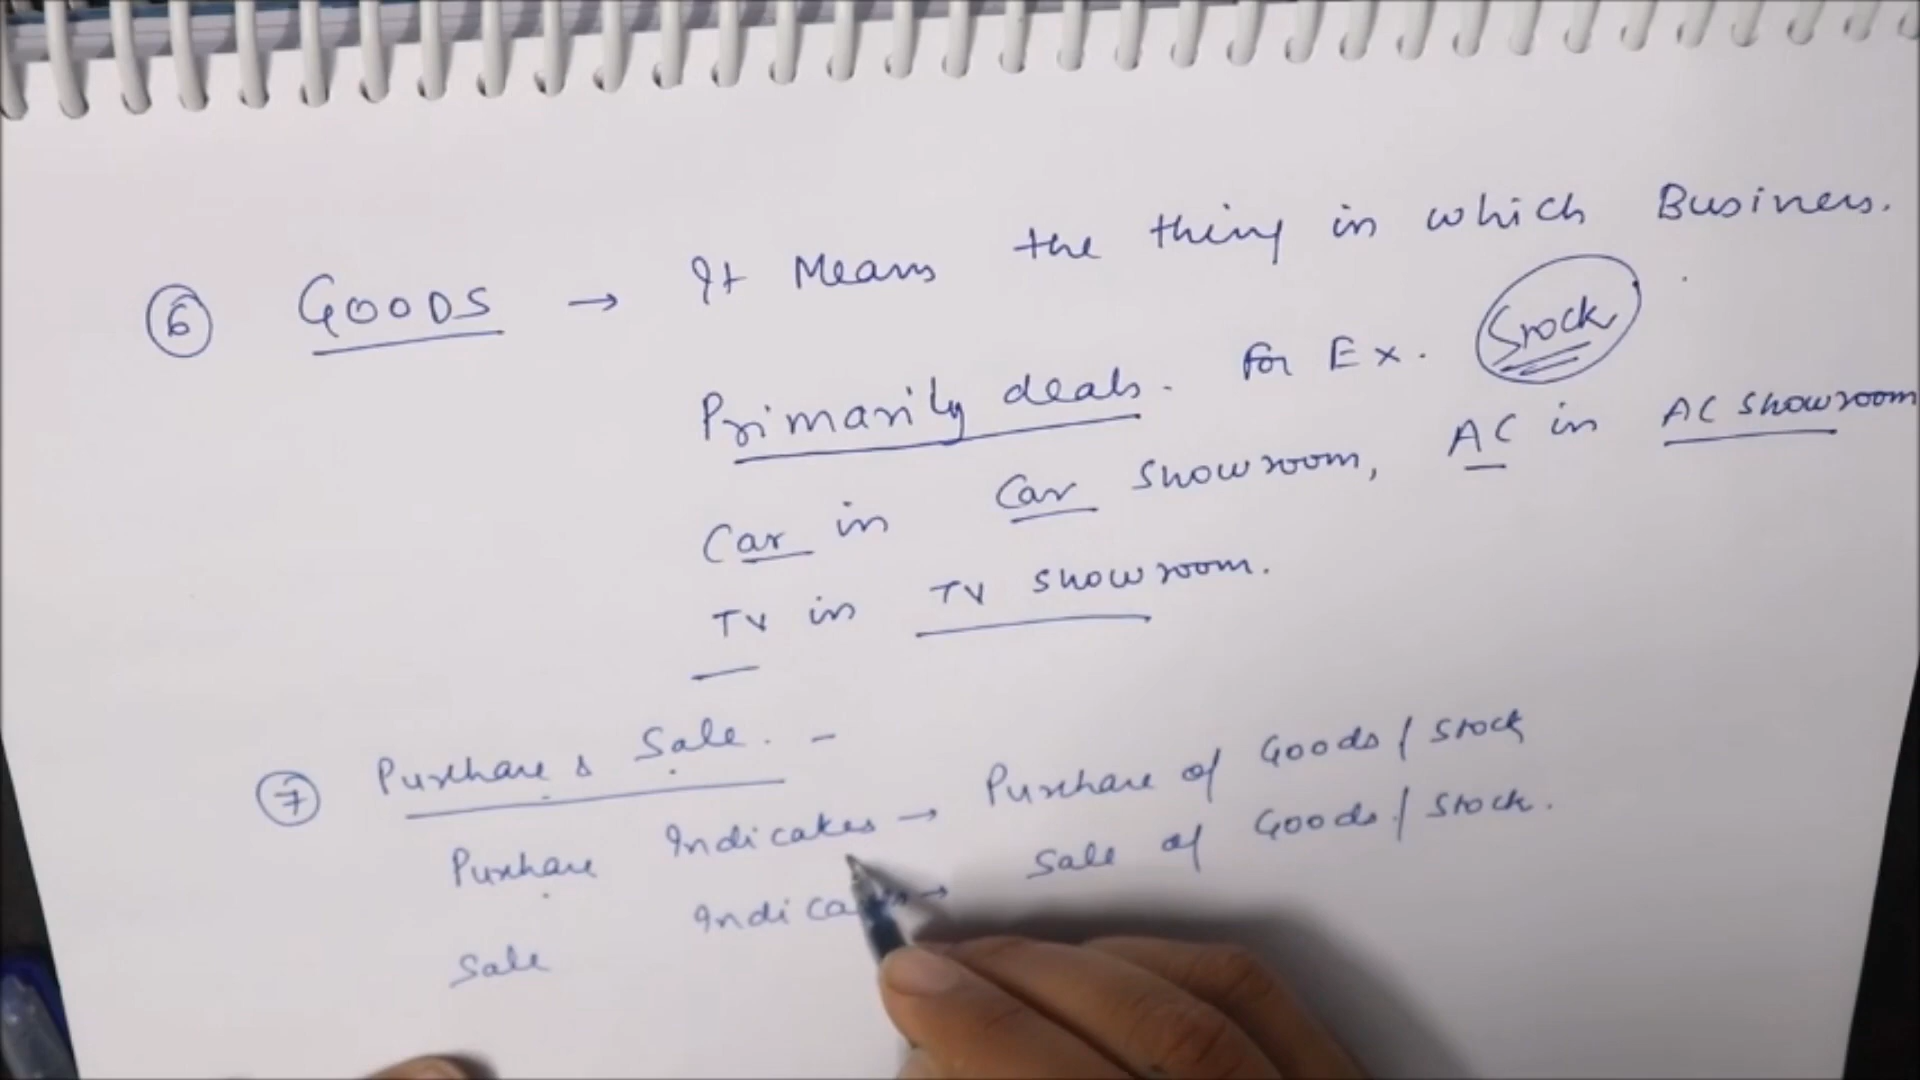 6 GOODS → It Means the thing in which Business.
Primarily deals. For Ex. Stock
Car in Car Showroom, AC in AC Showroom
TV in TV Showroom.
7 Purchase & Sale. -
Purchase Indicates → Purchase of Goods / Stock
Sale Indicates → Sale of Goods / Stock.